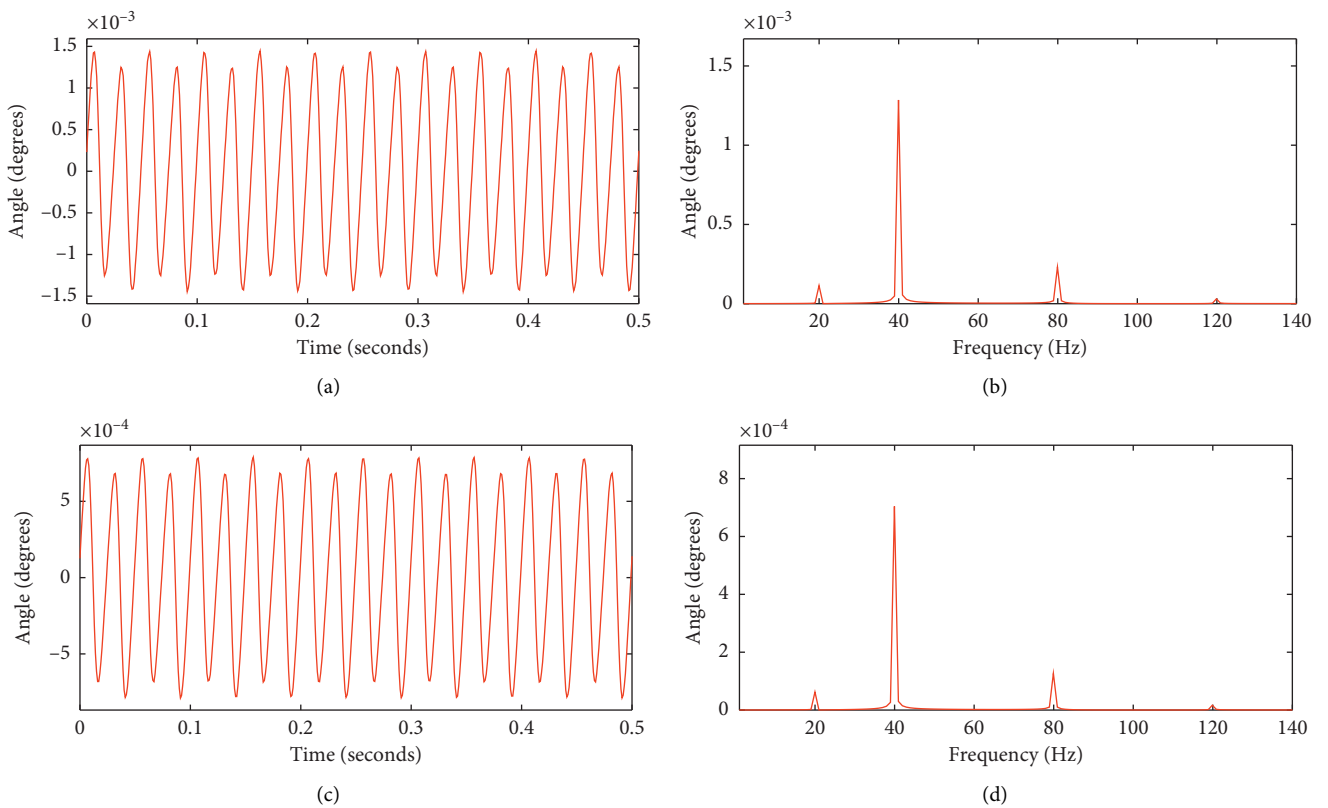 ×10⁻³
1.5
1
0.5
0
−0.5
−1
−1.5
Angle (degrees)
0 0.1 0.2 0.3 0.4 0.5
Time (seconds)
(a)
×10⁻³
1.5
1
0.5
0
Angle (degrees)
20 40 60 80 100 120 140
Frequency (Hz)
(b)
×10⁻⁴
5
0
−5
Angle (degrees)
0 0.1 0.2 0.3 0.4 0.5
Time (seconds)
(c)
×10⁻⁴
8
6
4
2
0
Angle (degrees)
20 40 60 80 100 120 140
Frequency (Hz)
(d)